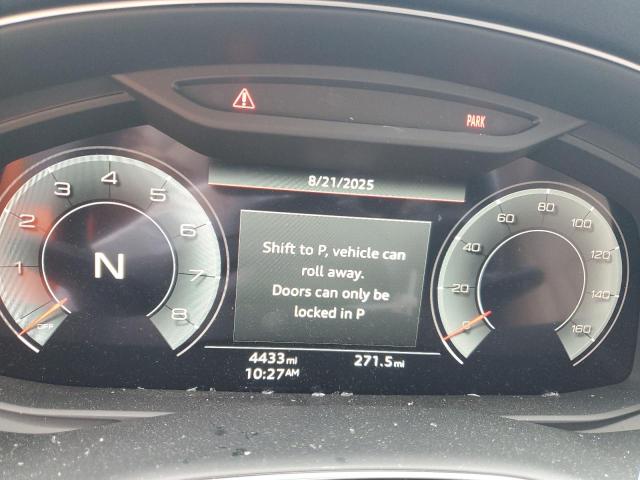 PARK
8/21/2025
Shift to P, vehicle can
roll away.
Doors can only be
locked in P
4433 mi
10:27AM
271.5 mi
N
OFF
1
2
3
4
5
6
7
8
0
20
40
60
80
100
120
140
160